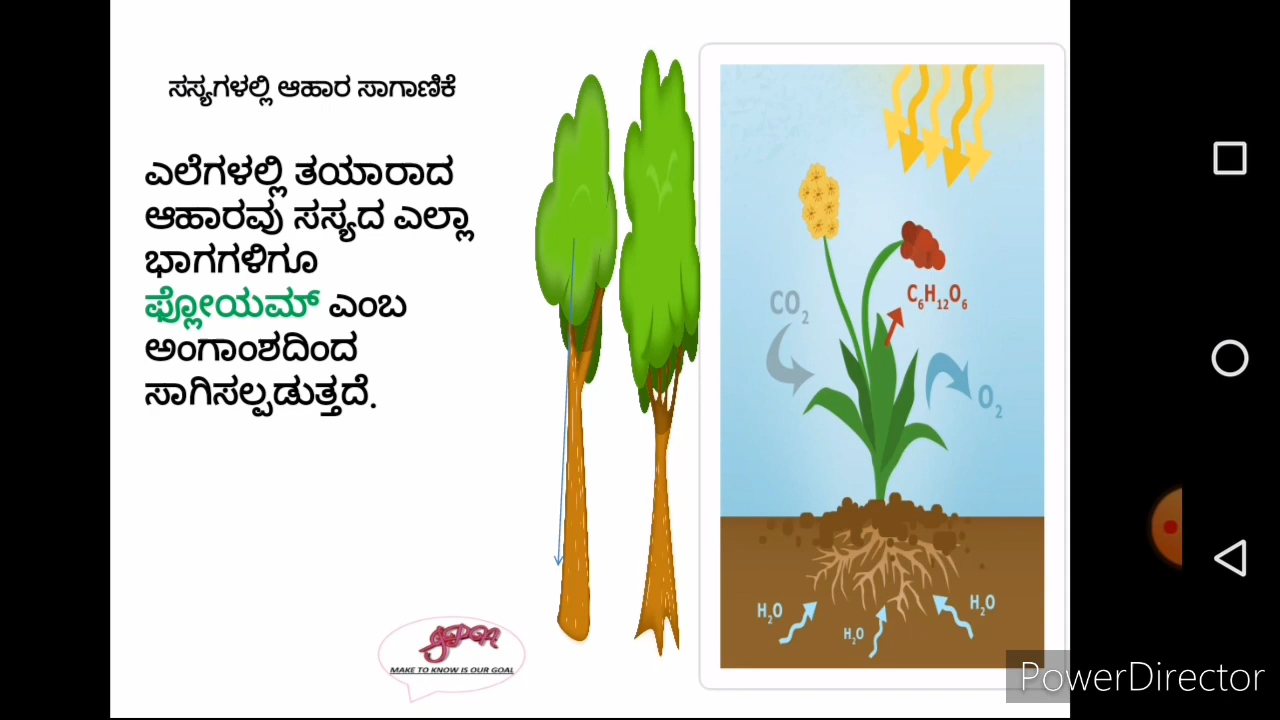 ಸಸ್ಯಗಳಲ್ಲಿ ಆಹಾರ ಸಾಗಾಣಿಕೆ
ಎಲೆಗಳಲ್ಲಿ ತಯಾರಾದ
ಆಹಾರವು ಸಸ್ಯದ ಎಲ್ಲಾ
ಭಾಗಗಳಿಗೂ
ಫ್ಲೋಯಮ್ ಎಂಬ
ಅಂಗಾಂಶದಿಂದ
ಸಾಗಿಸಲ್ಪಡುತ್ತದೆ.
CO₂
C₆H₁₂O₆
O₂
H₂O
H₂O
H₂O
MAKE TO KNOW IS OUR GOAL
PowerDirector